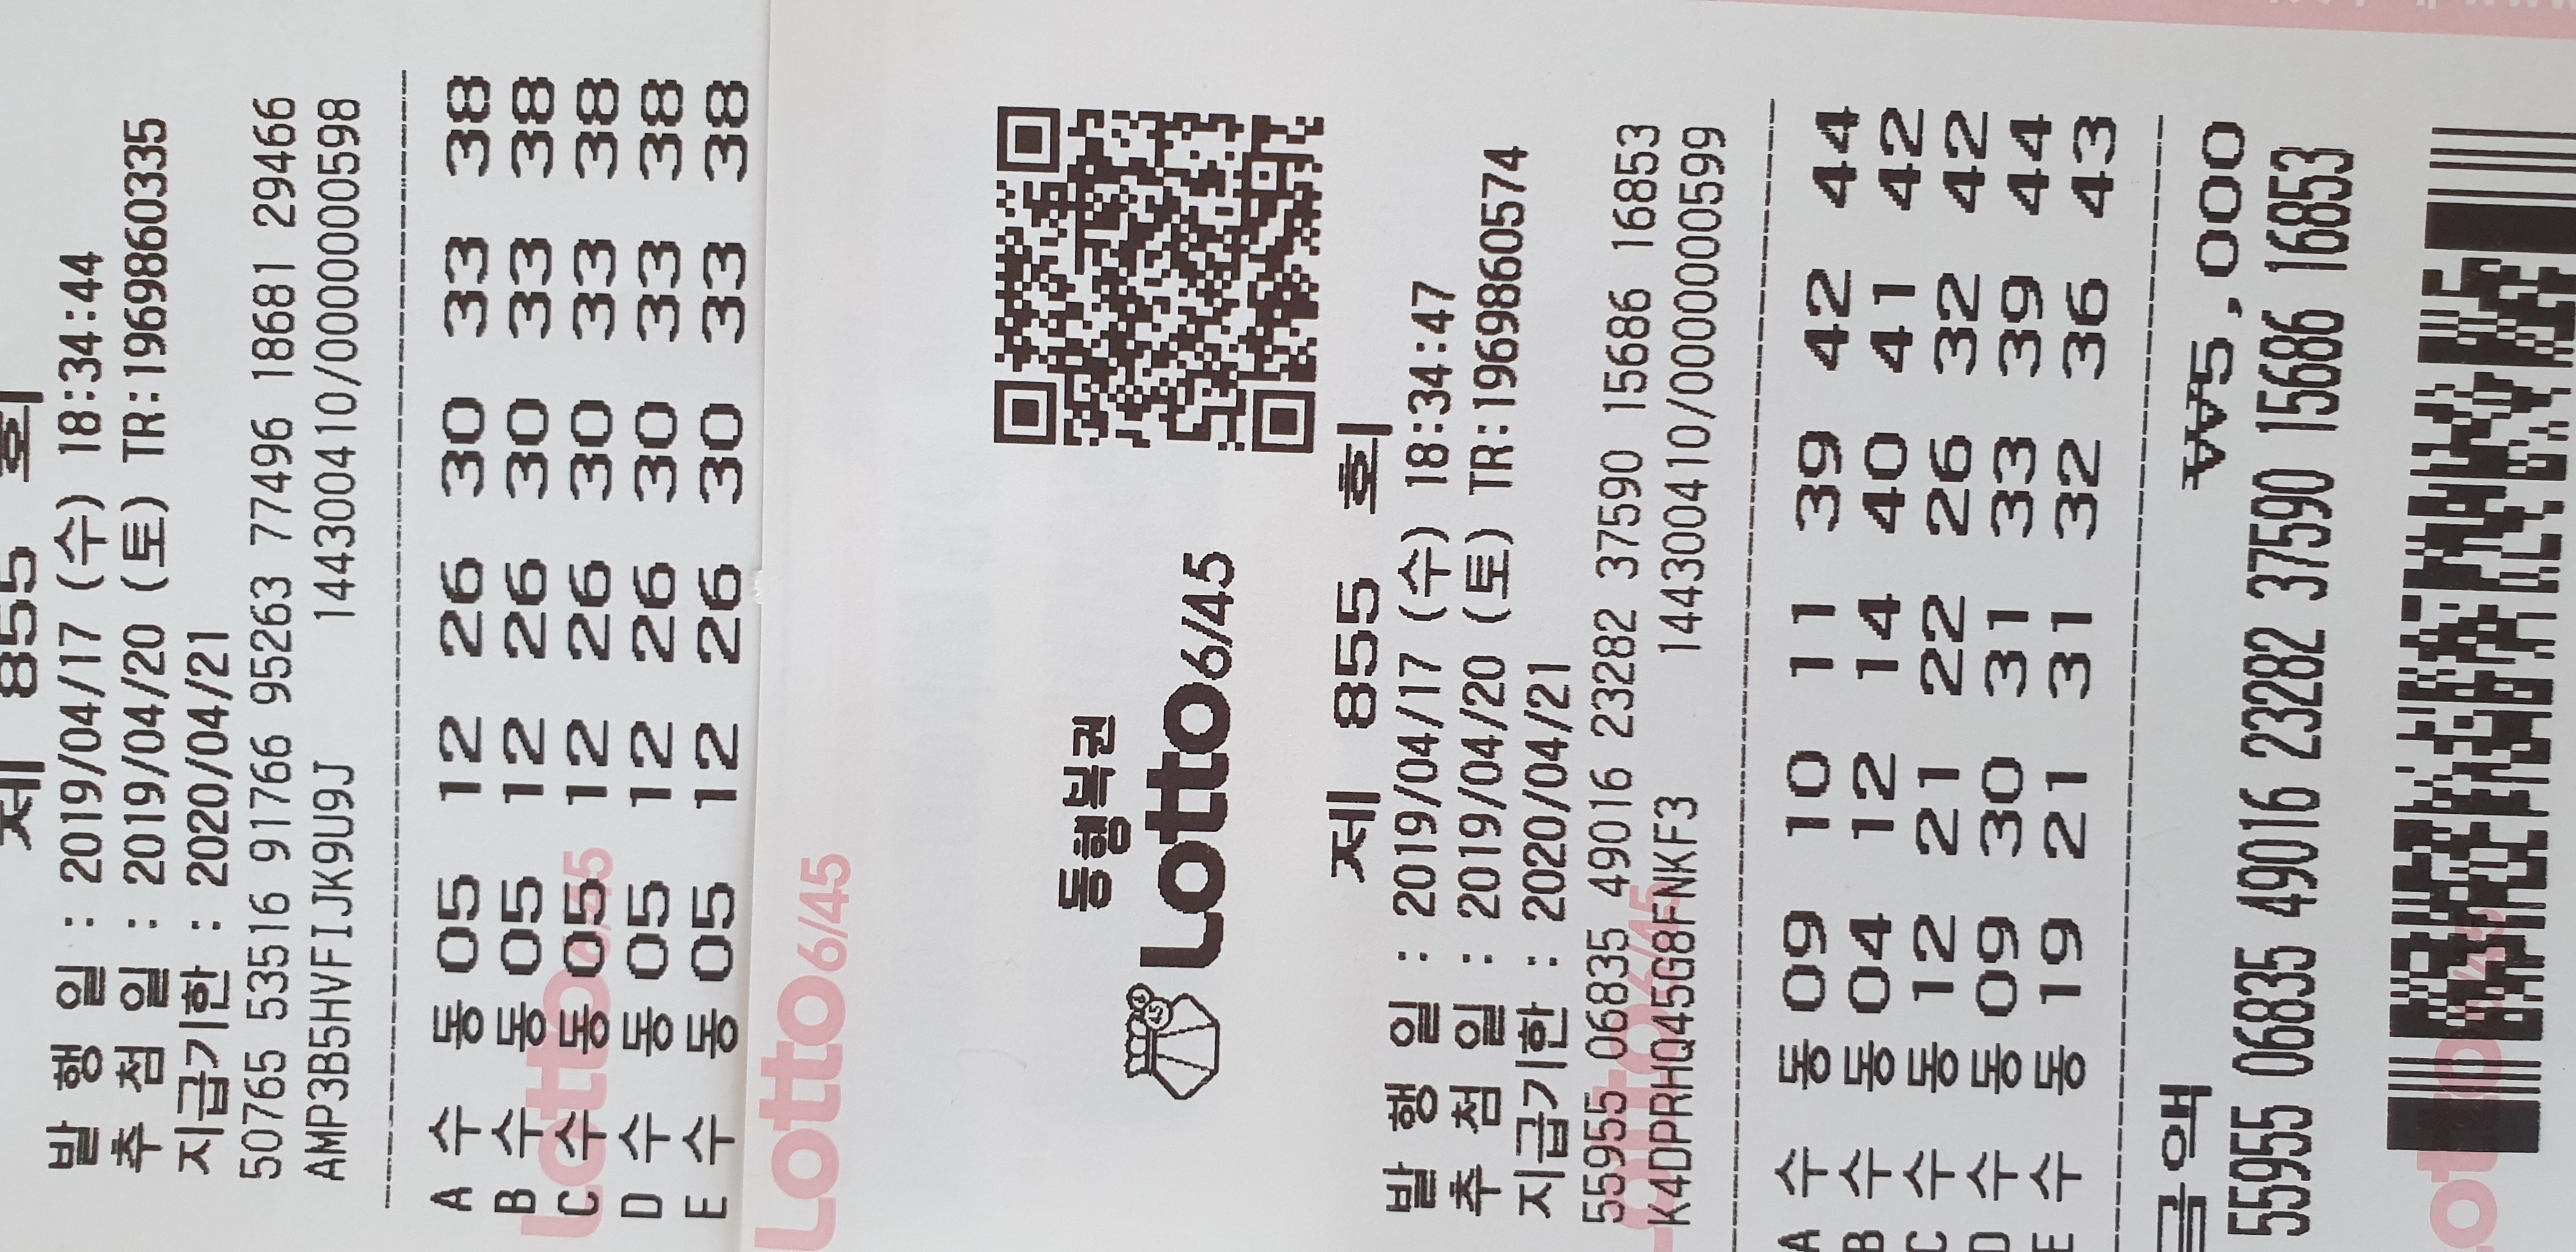 제 855 회
발 행 일 : 2019/04/17 (수) 18:34:44
추 첨 일 : 2019/04/20 (토) TR:1969860335
지급기한 : 2020/04/21
50765 53516 91766 95263 77496 18681 29466
AMP3B5HVFIJK9U9J 144300410/0000000598
A 수 동 05 12 26 30 33 38
B 수 동 05 12 26 30 33 38
C 수 동 05 12 26 30 33 38
D 수 동 05 12 26 30 33 38
E 수 동 05 12 26 30 33 38
Lotto6/45
Lotto6/45
동행복권
Lotto6/45
제 855 회
발 행 일 : 2019/04/17 (수) 18:34:47
추 첨 일 : 2019/04/20 (토) TR:1969860574
지급기한 : 2020/04/21
55955 06835 49016 23282 37590 15686 16853
K4DPRHQ45G8FNKF3 144300410/0000000599
Lotto6/45
A 수 동 09 10 11 39 42 44
B 수 동 04 12 14 40 41 42
C 수 동 12 21 22 26 32 42
D 수 동 09 30 31 33 39 44
E 수 동 19 21 31 32 36 43
금액 ₩5,000
55955 06835 49016 23282 37590 15686 16853